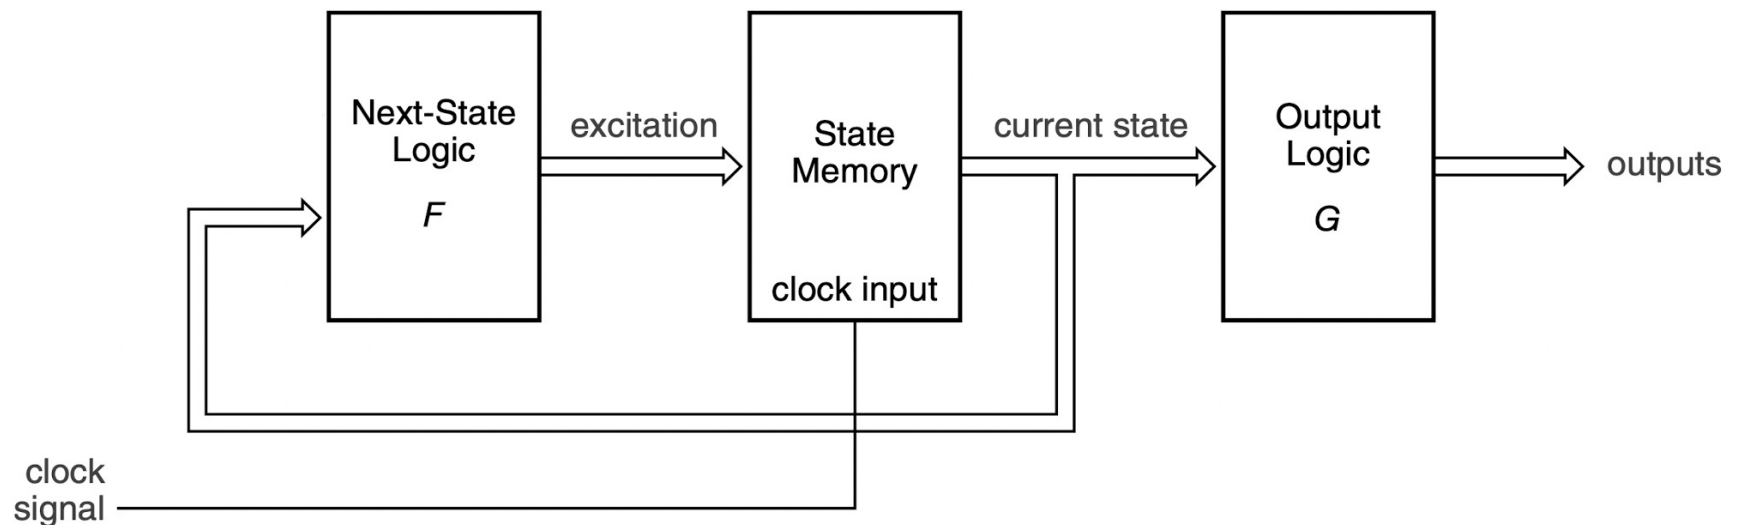 Next-State
Logic
F
excitation
State
Memory
clock input
current state
Output
Logic
G
outputs
clock
signal